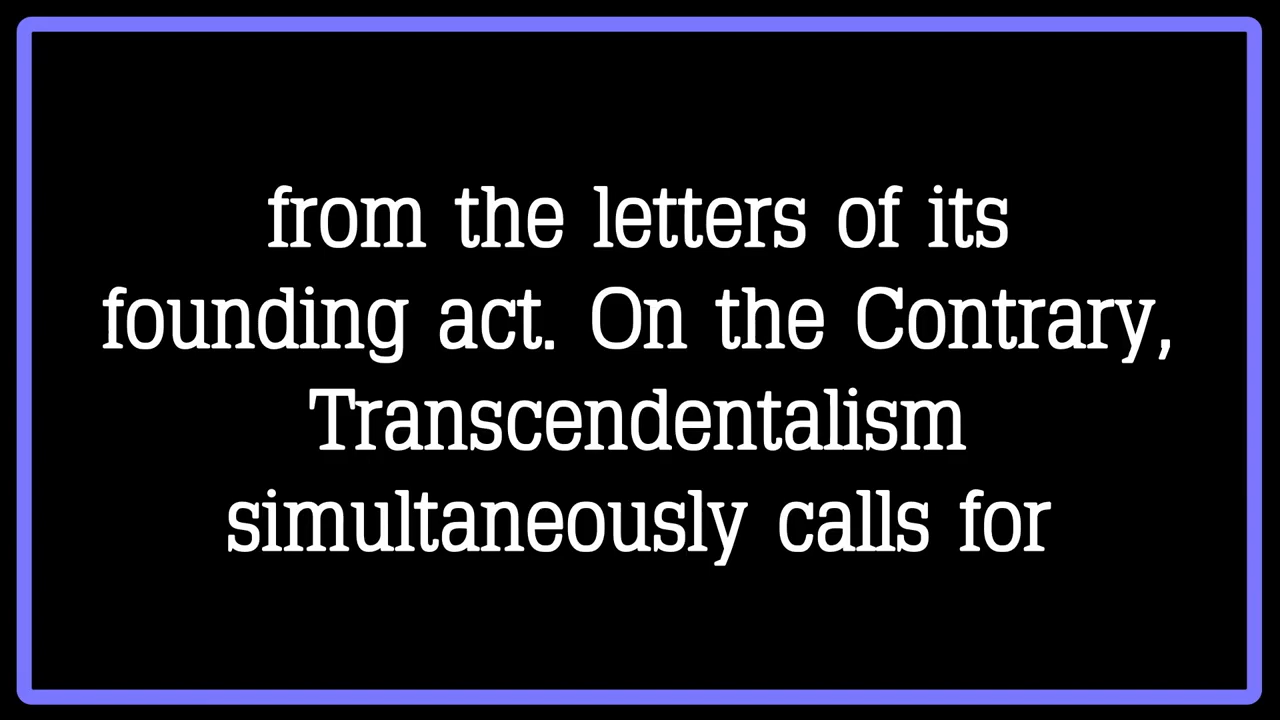 from the letters of its
founding act. On the Contrary,
Transcendentalism
simultaneously calls for